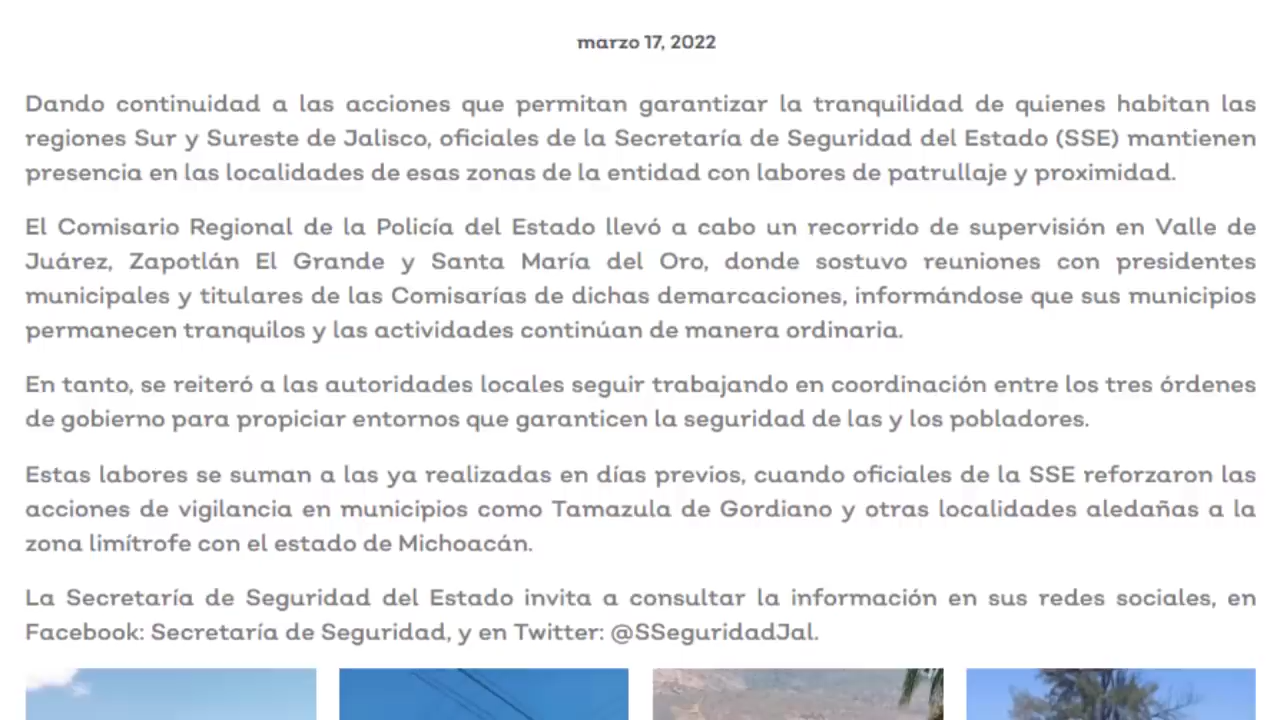 marzo 17, 2022
Dando continuidad a las acciones que permitan garantizar la tranquilidad de quienes habitan las
regiones Sur y Sureste de Jalisco, oficiales de la Secretaría de Seguridad del Estado (SSE) mantienen
presencia en las localidades de esas zonas de la entidad con labores de patrullaje y proximidad.
El Comisario Regional de la Policía del Estado llevó a cabo un recorrido de supervisión en Valle de
Juárez, Zapotlán El Grande y Santa María del Oro, donde sostuvo reuniones con presidentes
municipales y titulares de las Comisarías de dichas demarcaciones, informándose que sus municipios
permanecen tranquilos y las actividades continúan de manera ordinaria.
En tanto, se reiteró a las autoridades locales seguir trabajando en coordinación entre los tres órdenes
de gobierno para propiciar entornos que garanticen la seguridad de las y los pobladores.
Estas labores se suman a las ya realizadas en días previos, cuando oficiales de la SSE reforzaron las
acciones de vigilancia en municipios como Tamazula de Gordiano y otras localidades aledañas a la
zona limítrofe con el estado de Michoacán.
La Secretaría de Seguridad del Estado invita a consultar la información en sus redes sociales, en
Facebook: Secretaría de Seguridad, y en Twitter: @SSeguridadJal.